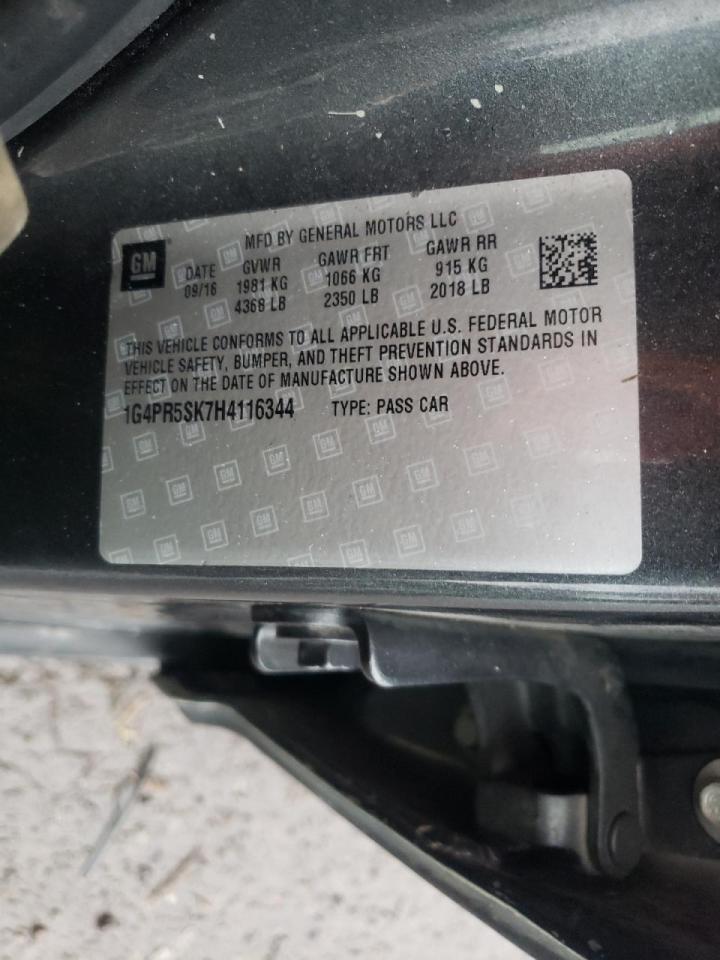 MFD BY GENERAL MOTORS LLC
GM
DATE GVWR GAWR FRT GAWR RR
09/16 1981 KG 1066 KG 915 KG
4368 LB 2350 LB 2018 LB
THIS VEHICLE CONFORMS TO ALL APPLICABLE U.S. FEDERAL MOTOR
VEHICLE SAFETY, BUMPER, AND THEFT PREVENTION STANDARDS IN
EFFECT ON THE DATE OF MANUFACTURE SHOWN ABOVE.
1G4PR5SK7H4116344 TYPE: PASS CAR